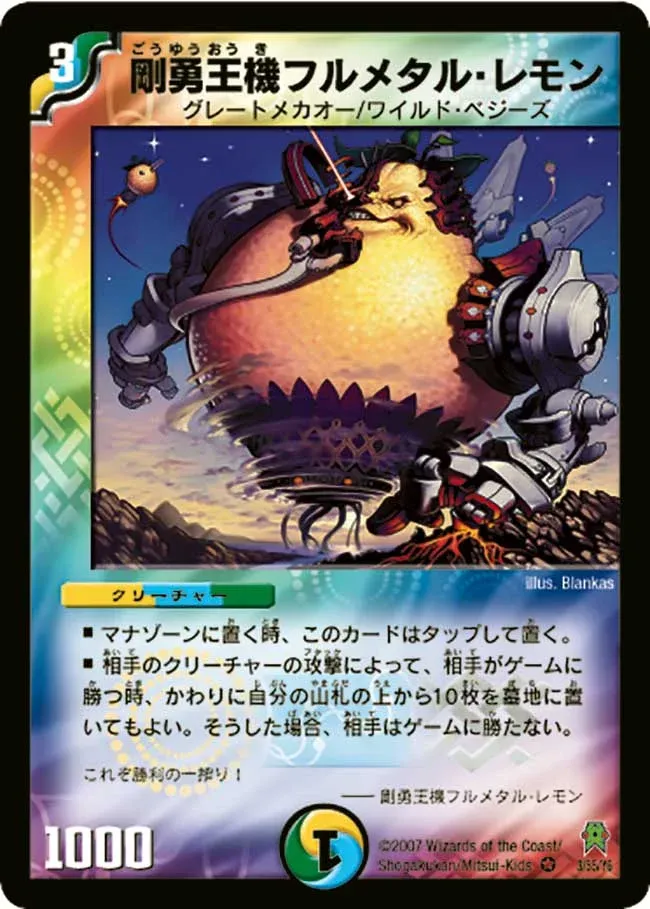 3
ごうゆうおうき
剛勇王機フルメタル・レモン
グレートメカオー/ワイルド・ベジーズ
illus. Blankas
クリーチャー
■ マナゾーンに置く時、このカードはタップして置く。
■ 相手のクリーチャーの攻撃によって、相手がゲームに
勝つ時、かわりに自分の山札の上から10枚を墓地に置
いてもよい。そうした場合、相手はゲームに勝たない。
これぞ勝利の一搾り!
―― 剛勇王機フルメタル・レモン
1000
1
©2007 Wizards of the Coast/
Shogakukan/Mitsui-Kids
3/55/Y6